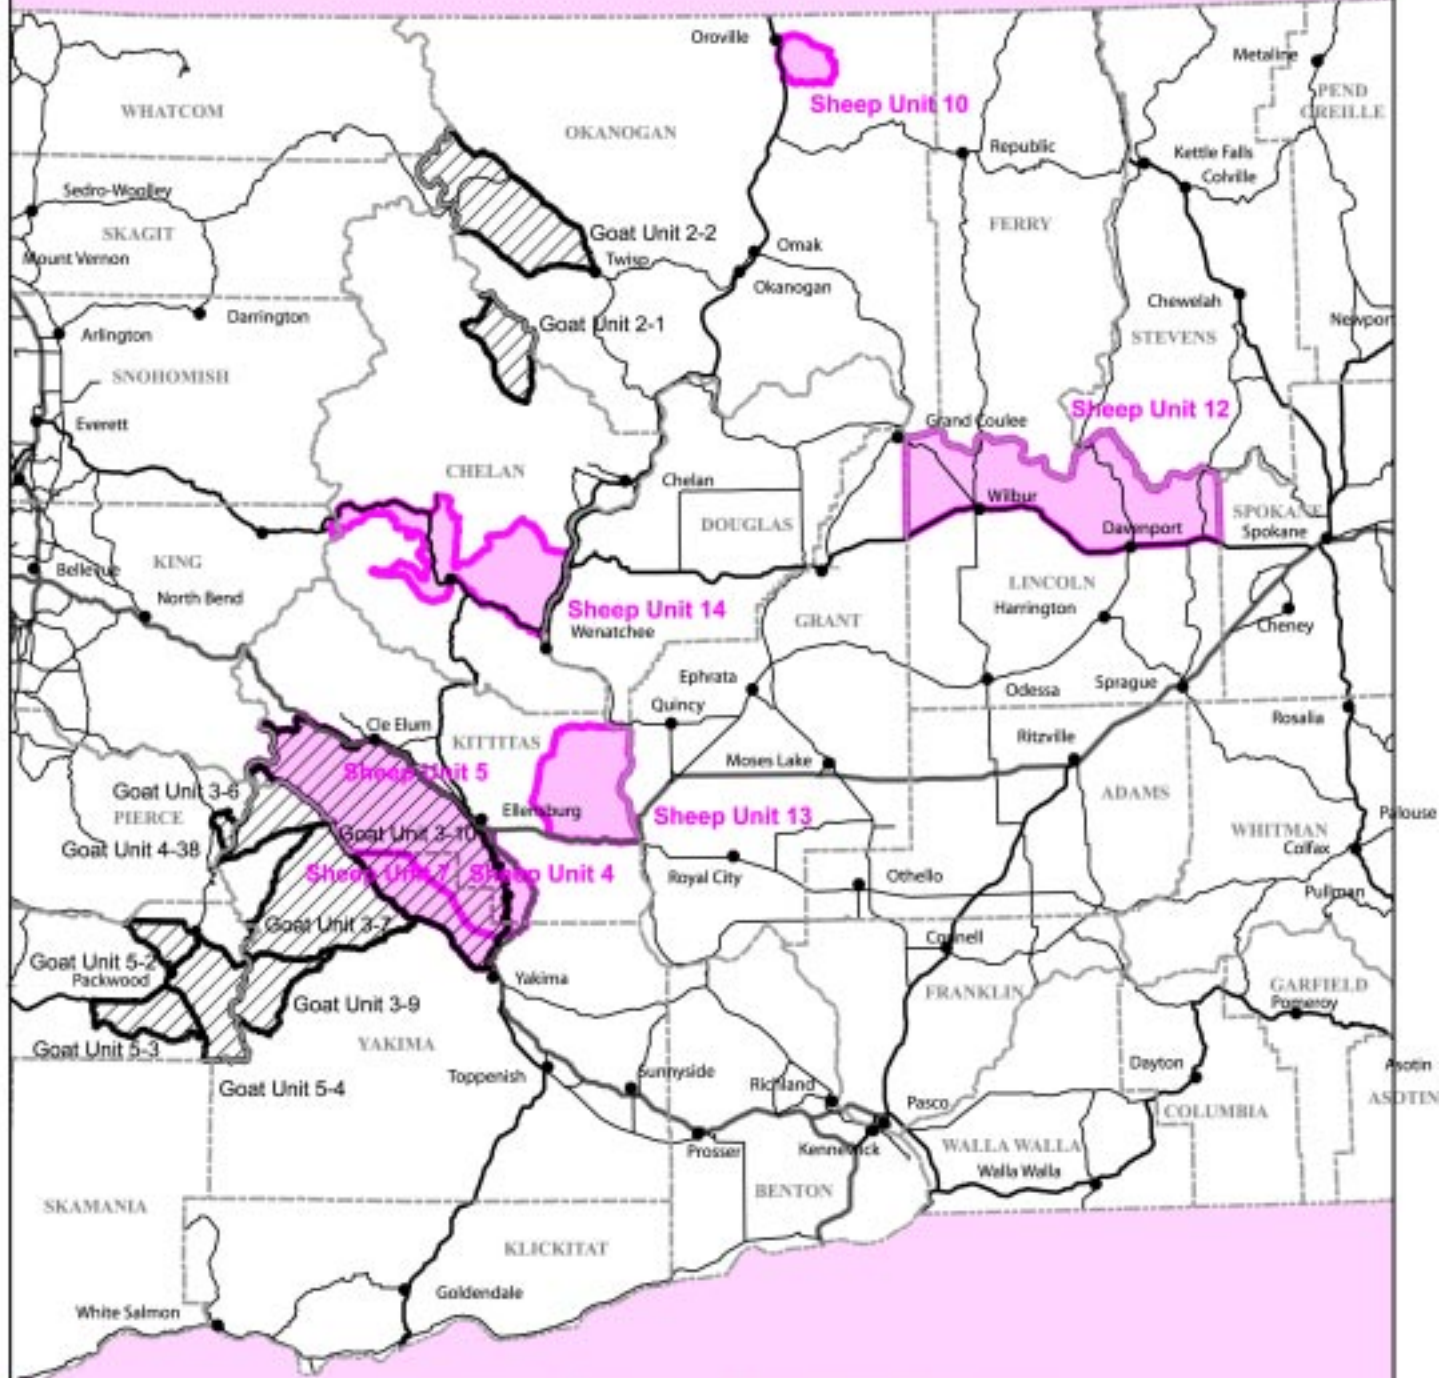 Oroville
Metaline
Sheep Unit 10
PEND
OREILLE
WHATCOM
OKANOGAN
Republic
Kettle Falls
Colville
Sedro-Woolley
SKAGIT
Goat Unit 2-2
FERRY
Mount Vernon
Twisp
Omak
Okanogan
Chewelah
Darrington
Newpor
Arlington
Goat Unit 2-1
STEVENS
SNOHOMISH
Sheep Unit 12
Everett
Grand Coulee
CHELAN
Chelan
Wilbur
DOUGLAS
SPOKANE
Davenport
Spokane
KING
Bellevue
LINCOLN
North Bend
Sheep Unit 14
Harrington
Wenatchee
GRANT
Cheney
Ephrata
Odessa
Sprague
Quincy
Rosalia
Cle Elum
KITTITAS
Ritzville
Moses Lake
Sheep Unit 5
Goat Unit 3-6
ADAMS
PIERCE
Ellensburg
Sheep Unit 13
Palouse
Goat Unit 3-10
WHITMAN
Goat Unit 4-38
Colfax
Sheep Unit 7
Sheep Unit 4
Royal City
Othello
Pullman
Goat Unit 3-7
Connell
Goat Unit 5-2
Packwood
Yakima
FRANKLIN
GARFIELD
Goat Unit 3-9
Pomeroy
Goat Unit 5-3
YAKIMA
Goat Unit 5-4
Toppenish
Sunnyside
Richland
Dayton
Asotin
ASOTIN
Pasco
COLUMBIA
Prosser
Kennewick
WALLA WALLA
Walla Walla
BENTON
SKAMANIA
KLICKITAT
Goldendale
White Salmon